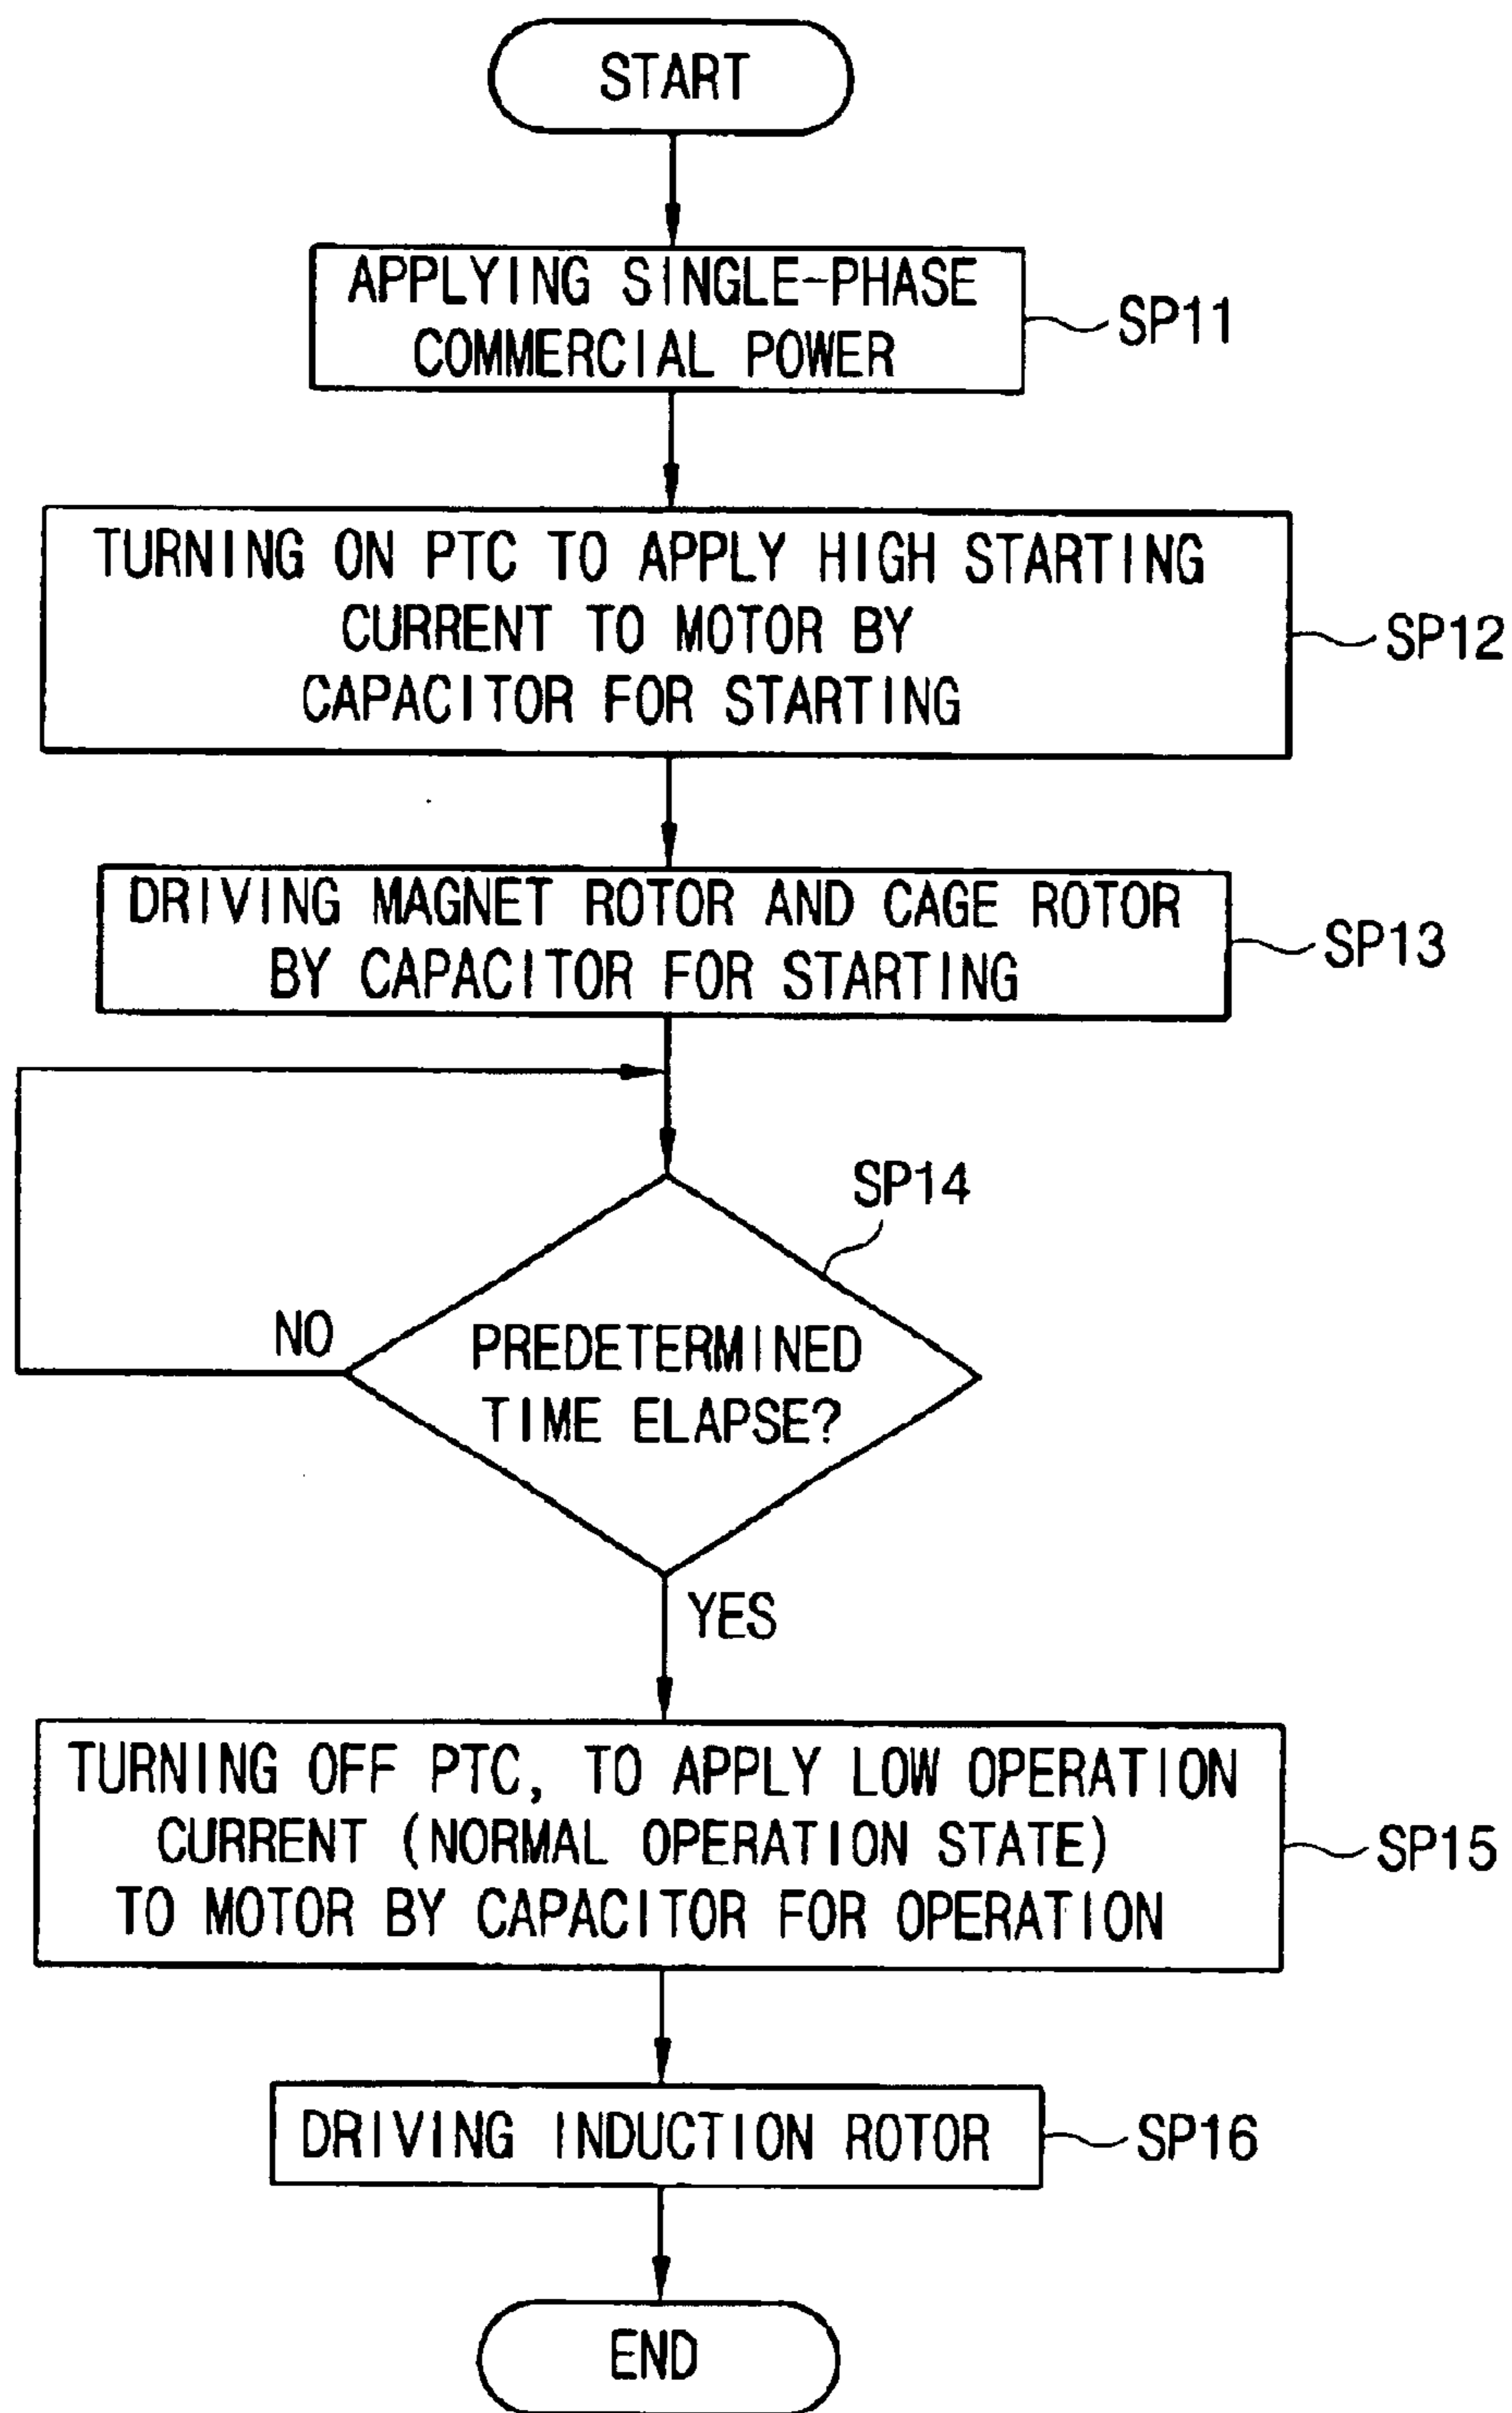 START
APPLYING SINGLE-PHASE
COMMERCIAL POWER
SP11
TURNING ON PTC TO APPLY HIGH STARTING
CURRENT TO MOTOR BY
CAPACITOR FOR STARTING
SP12
DRIVING MAGNET ROTOR AND CAGE ROTOR
BY CAPACITOR FOR STARTING
SP13
SP14
NO
PREDETERMINED
TIME ELAPSE?
YES
TURNING OFF PTC, TO APPLY LOW OPERATION
CURRENT (NORMAL OPERATION STATE)
TO MOTOR BY CAPACITOR FOR OPERATION
SP15
DRIVING INDUCTION ROTOR
SP16
END